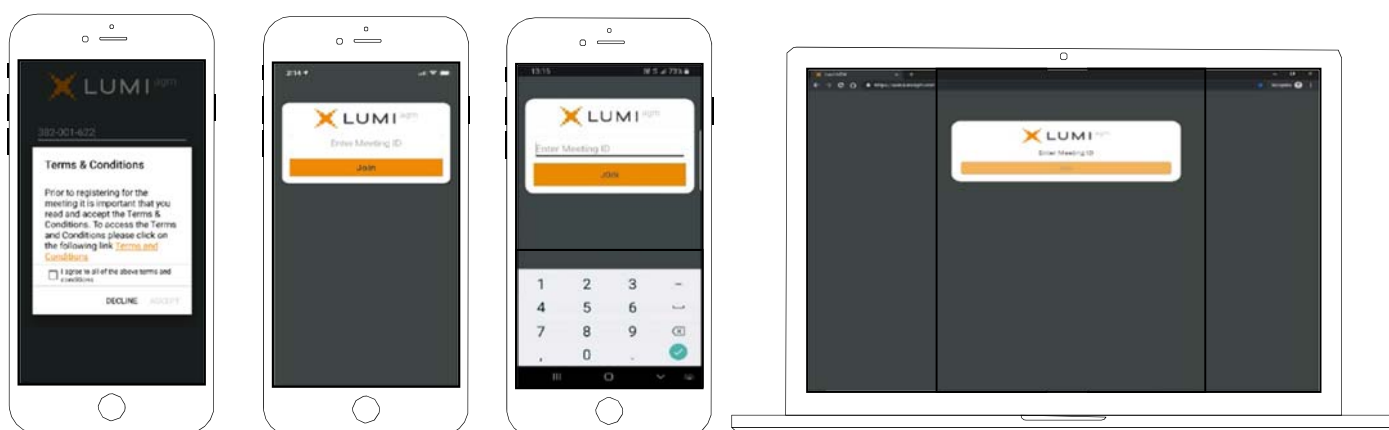 LUMI agm
382-001-622
Terms & Conditions
Prior to registering for the
meeting it is important that you
read and accept the Terms &
Conditions. To access the Terms
and Conditions please click on
the following link Terms and
Conditions
I agree to all of the above terms and
conditions
DECLINE ACCEPT
2:14
LUMI agm
Enter Meeting ID
Join
13:15
73%
LUMI agm
Enter Meeting ID
Join
1 2 3 -
4 5 6
7 8 9
, 0 .
LUMI agm
Enter Meeting ID